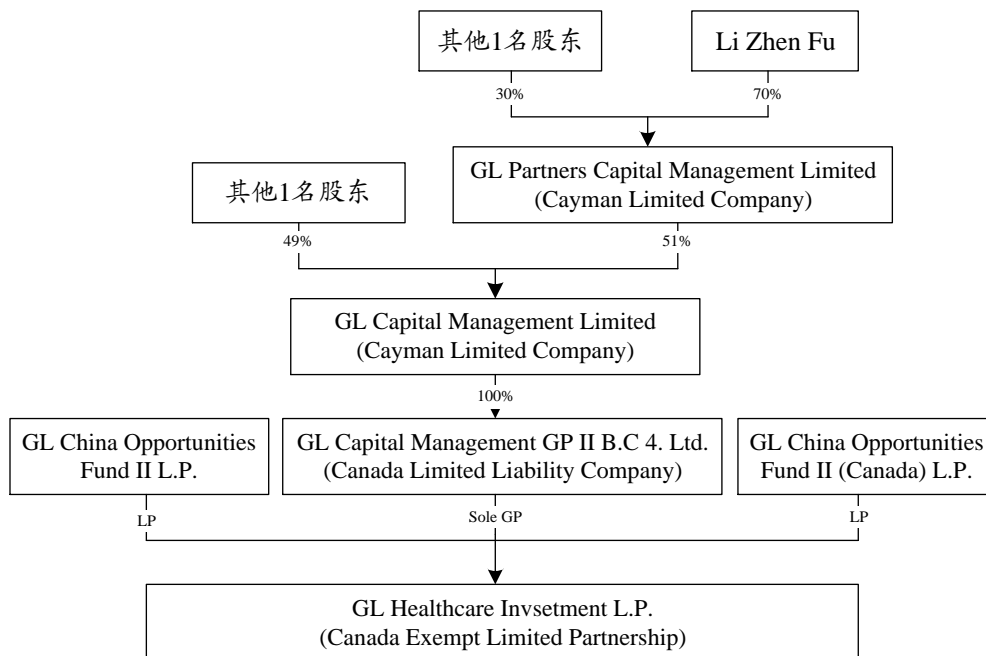 其他1名股东
Li Zhen Fu
30%
70%
GL Partners Capital Management Limited
(Cayman Limited Company)
其他1名股东
49%
51%
GL Capital Management Limited
(Cayman Limited Company)
100%
GL China Opportunities
Fund II L.P.
GL Capital Management GP II B.C 4. Ltd.
(Canada Limited Liability Company)
GL China Opportunities
Fund II (Canada) L.P.
LP
Sole GP
LP
GL Healthcare Invsetment L.P.
(Canada Exempt Limited Partnership)